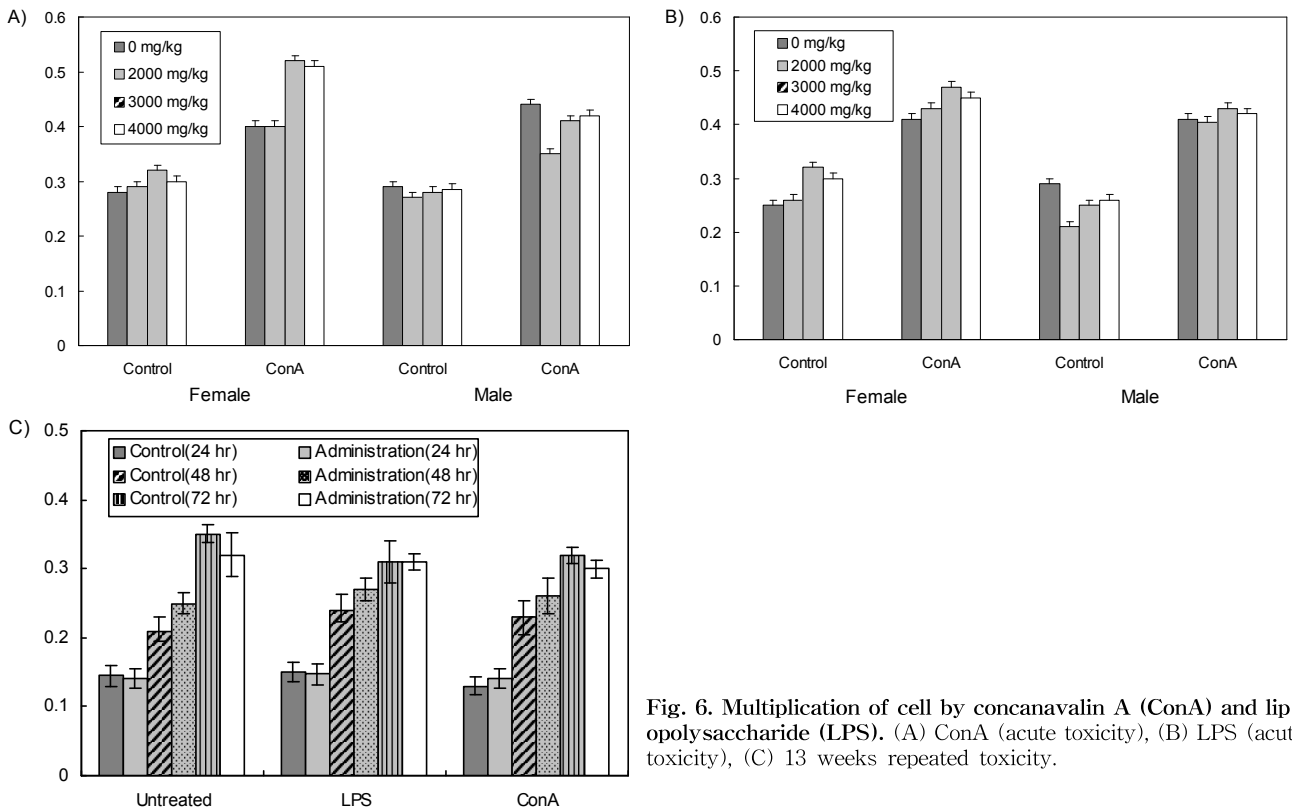 A)
0.6
0.5
0.4
0.3
0.2
0.1
0
0 mg/kg
2000 mg/kg
3000 mg/kg
4000 mg/kg
Control ConA Control ConA
Female Male
B)
0.6
0.5
0.4
0.3
0.2
0.1
0
0 mg/kg
2000 mg/kg
3000 mg/kg
4000 mg/kg
Control ConA Control ConA
Female Male
C)
0.5
0.4
0.3
0.2
0.1
0
Control(24 hr) Administration(24 hr)
Control(48 hr) Administration(48 hr)
Control(72 hr) Administration(72 hr)
Untreated LPS ConA
Fig. 6. Multiplication of cell by concanavalin A (ConA) and lip
opolysaccharide (LPS). (A) ConA (acute toxicity), (B) LPS (acut
toxicity), (C) 13 weeks repeated toxicity.